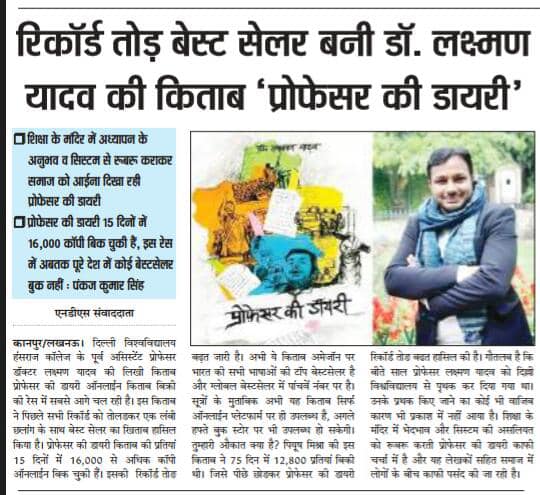 रिकॉर्ड तोड़ बेस्ट सेलर बनी डॉ. लक्ष्मण
यादव की किताब ‘प्रोफेसर की डायरी’
शिक्षा के मंदिर में अध्यापन के
अनुभव व सिस्टम से रूबरू कराकर
समाज को आईना दिखा रही
प्रोफेसर की डायरी
प्रोफेसर की डायरी 15 दिनों में
16,000 कॉपी बिक चुकी हैं, इस रेस
में अबतक पूरे देश में कोई बेस्टसेलर
बुक नहीं : पंकज कुमार सिंह
एनडीएस संवाददाता
कानपुर/लखनऊ। दिल्ली विश्वविद्यालय
हंसराज कॉलेज के पूर्व असिस्टेंट प्रोफेसर
डॉक्टर लक्ष्मण यादव की लिखी किताब
प्रोफेसर की डायरी ऑनलाईन किताब बिक्री
की रेस में सबसे आगे चल रही है। इस किताब
ने पिछले सभी रिकॉर्ड को तोलडकर एक लंबी
छलांग के साथ बेस्ट सेलर का खिताब हासिल
किया है। प्रोफेसर की डायरी किताब की प्रतियां
15 दिनों में 16,000 से अधिक कॉपी
ऑनलाईन बिक चुकी हैं। इसकी रिकॉर्ड तोड़
डॉ. लक्ष्मण यादव
प्रोफ़ेसर की डायरी
बढ़त जारी है। अभी ये किताब अमेजॉन पर
भारत की सभी भाषाओं की टॉप बेस्टसेलर है
और ग्लोबल बेस्टसेलर में पांचवें नंबर पर है।
सूत्रों के मुताबिक अभी यह किताब सिर्फ
ऑनलाईन प्लेटफार्म पर ही उपलब्ध है, अगले
हफ्ते बुक स्टोर पर भी उपलब्ध हो सकेगी।
तुम्हारी औकात क्या है? पियूष मिश्रा की इस
किताब ने 75 दिन में 12,800 प्रतियां बिकी
थी। जिसे पीछे छोड़कर प्रोफेसर की डायरी
रिकॉर्ड तोड बढत हासिल की है। गौतलब है कि
बीते साल प्रोफेसर लक्ष्मण यादव को दिल्ली
विश्वविद्यालय से पृथक कर दिया गया था।
उनके प्रथक किए जाने का कोई भी वाजिब
कारण भी प्रकाश में नहीं आया है। शिक्षा के
मंदिर में भेदभाव और सिस्टम की असलियत
को रूबरू करती प्रोफेसर की डायरी काफी
चर्चा में है और यह लेखकों सहित समाज में
लोगों के बीच काफी पसंद की जा रही है।